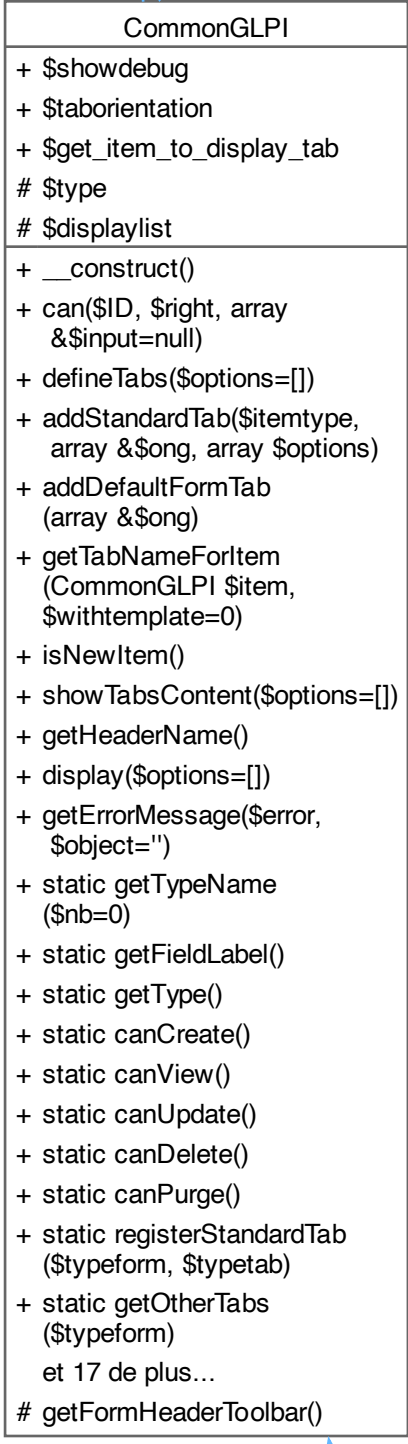 CommonGLPI
+ $showdebug
+ $taborientation
+ $get_item_to_display_tab
# $type
# $displaylist
+ __construct()
+ can($ID, $right, array
&$input=null)
+ defineTabs($options=[])
+ addStandardTab($itemtype,
array &$ong, array $options)
+ addDefaultFormTab
(array &$ong)
+ getTabNameForItem
(CommonGLPI $item,
$withtemplate=0)
+ isNewItem()
+ showTabsContent($options=[])
+ getHeaderName()
+ display($options=[])
+ getErrorMessage($error,
$object='')
+ static getTypeName
($nb=0)
+ static getFieldLabel()
+ static getType()
+ static canCreate()
+ static canView()
+ static canUpdate()
+ static canDelete()
+ static canPurge()
+ static registerStandardTab
($typeform, $typetab)
+ static getOtherTabs
($typeform)
et 17 de plus...
# getFormHeaderToolbar()